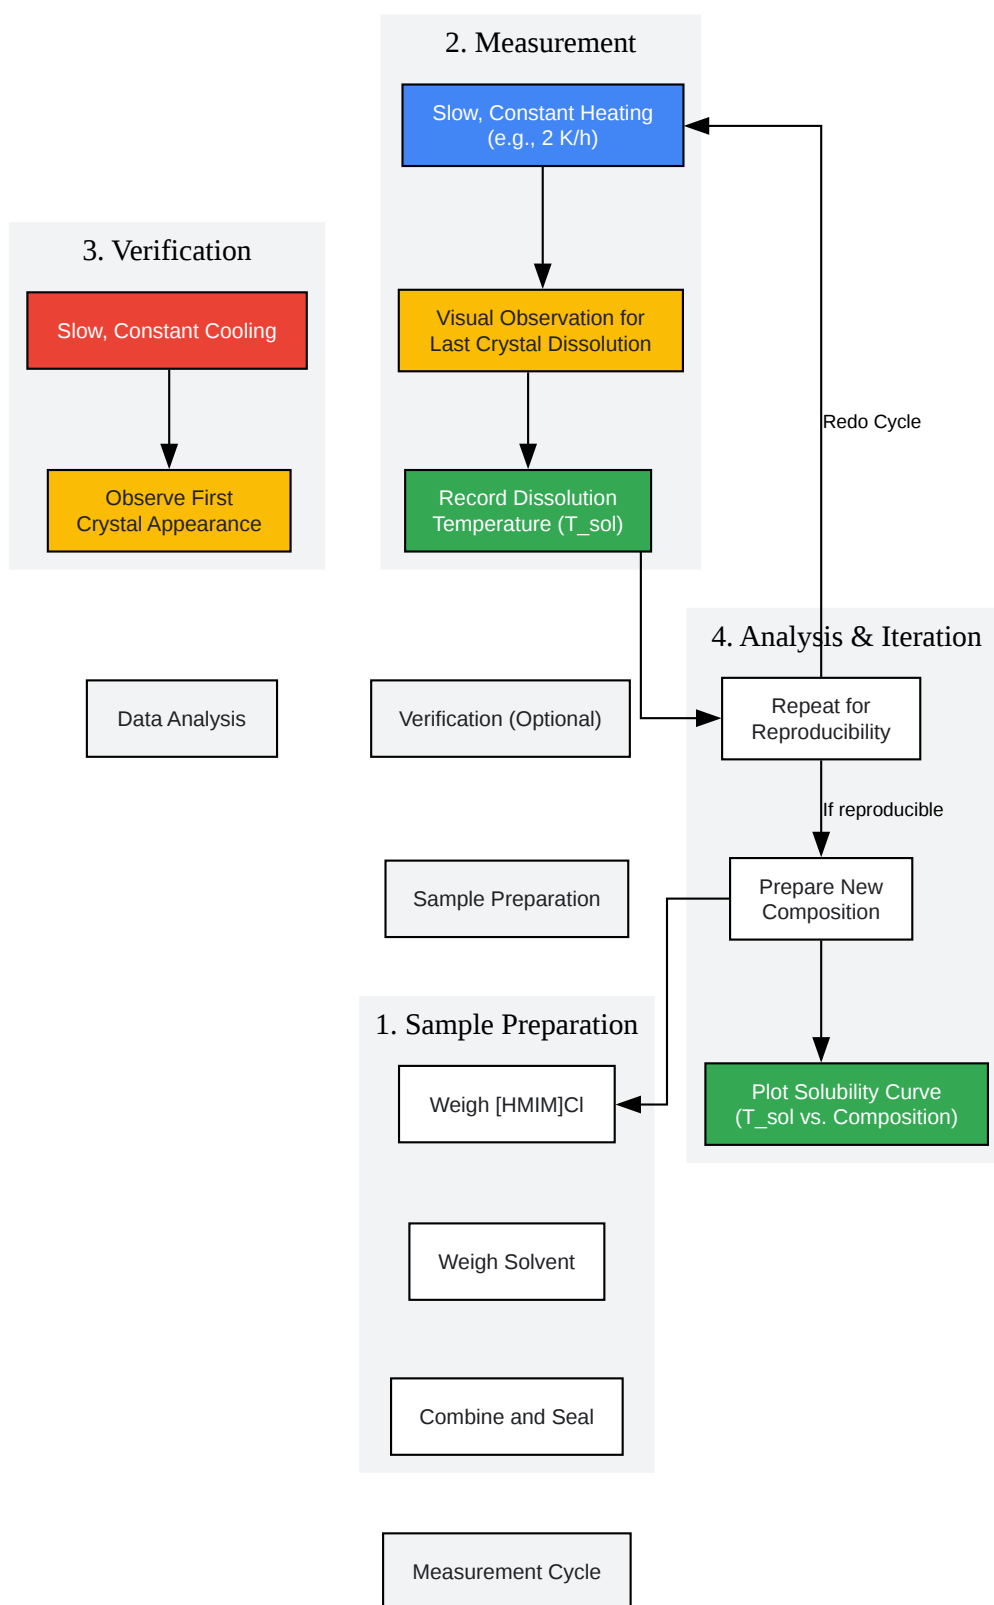 2. Measurement
Slow, Constant Heating
(e.g., 2 K/h)
3. Verification
Slow, Constant Cooling
Visual Observation for
Last Crystal Dissolution
Redo Cycle
Observe First
Crystal Appearance
Record Dissolution
Temperature (T_sol)
4. Analysis & Iteration
Data Analysis
Verification (Optional)
Repeat for
Reproducibility
If reproducible
Sample Preparation
Prepare New
Composition
1. Sample Preparation
Weigh [HMIM]Cl
Plot Solubility Curve
(T_sol vs. Composition)
Weigh Solvent
Combine and Seal
Measurement Cycle